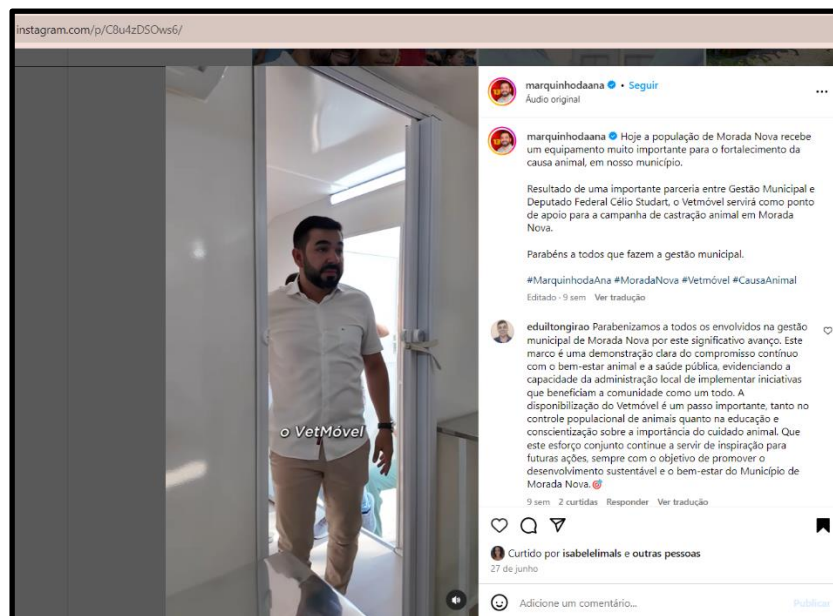 instagram.com/p/C8u4zDSOws6/
marquinhodaana • Seguir
Áudio original
marquinhodaana Hoje a população de Morada Nova recebe
um equipamento muito importante para o fortalecimento da
causa animal, em nosso município.
Resultado de uma importante parceria entre Gestão Municipal e
Deputado Federal Célio Studart, o Vetmóvel servirá como ponto
de apoio para a campanha de castração animal em Morada
Nova.
Parabéns a todos que fazem a gestão municipal.
#MarquinhodaAna #MoradaNova #Vetmóvel #CausaAnimal
Editado · 9 sem Ver tradução
eduiltongirao Parabenizamos a todos os envolvidos na gestão
municipal de Morada Nova por este significativo avanço. Este
marco é uma demonstração clara do compromisso contínuo
com o bem-estar animal e a saúde pública, evidenciando a
capacidade da administração local de implementar iniciativas
que beneficiam a comunidade como um todo. A
disponibilização do Vetmóvel é um passo importante, tanto no
controle populacional de animais quanto na educação e
conscientização sobre a importância do cuidado animal. Que
este esforço conjunto continue a servir de inspiração para
futuras ações, sempre com o objetivo de promover o
desenvolvimento sustentável e o bem-estar do Município de
Morada Nova.🎯
9 sem 2 curtidas Responder Ver tradução
o VetMóvel
Curtido por isabelelimals e outras pessoas
27 de junho
Adicione um comentário...
Publicar